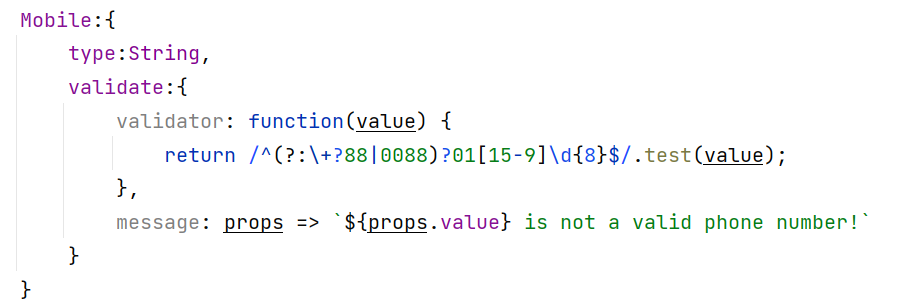 Mobile:{
    type:String,
    validate:{
        validator: function(value) {
            return /^(?:\+?88|0088)?01[15-9]\d{8}$/.test(value);
        },
        message: props => `${props.value} is not a valid phone number!`
    }
}